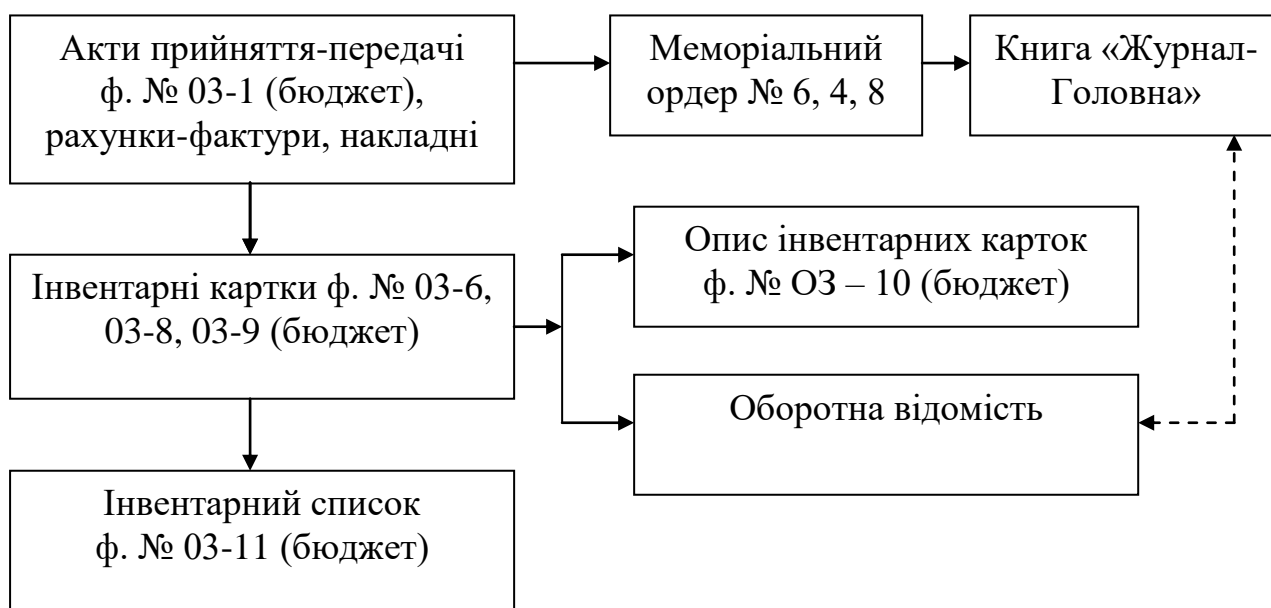 Акти прийняття-передачі
ф. № 03-1 (бюджет),
рахунки-фактури, накладні
Меморіальний
ордер № 6, 4, 8
Книга «Журнал-
Головна»
Інвентарні картки ф. № 03-6,
03-8, 03-9 (бюджет)
Опис інвентарних карток
ф. № ОЗ – 10 (бюджет)
Оборотна відомість
Інвентарний список
ф. № 03-11 (бюджет)